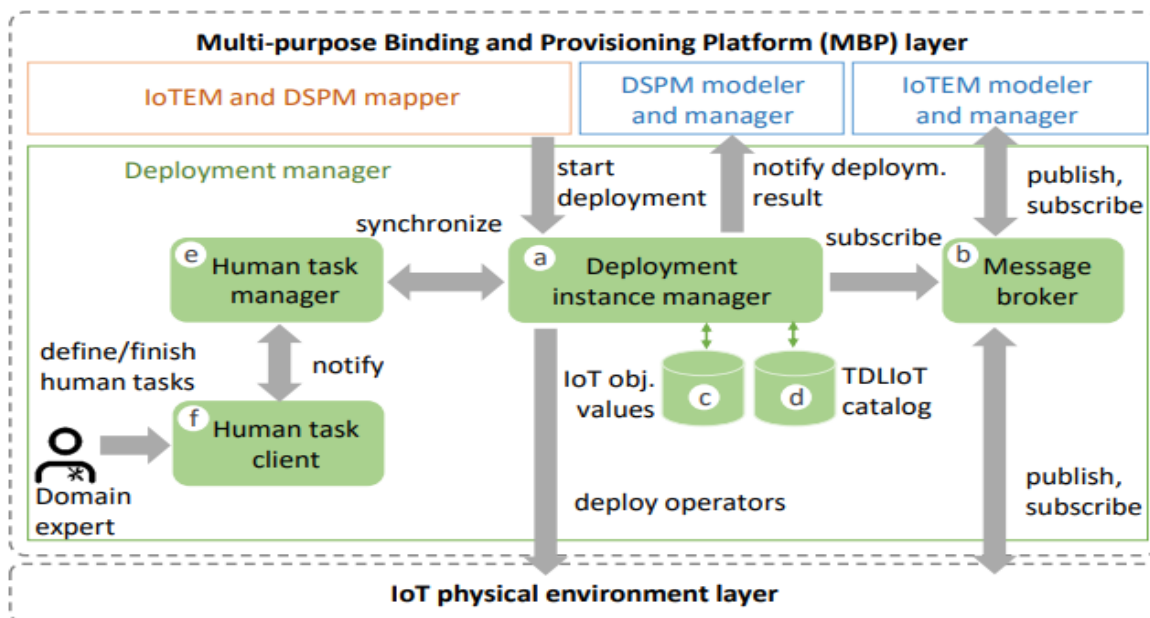 Multi-purpose Binding and Provisioning Platform (MBP) layer
IoTEM and DSPM mapper
DSPM modeler
and manager
IoTEM modeler
and manager
Deployment manager
start
deployment
notify deploym.
result
publish,
subscribe
synchronize
subscribe
e
Human task
manager
a
Deployment
instance manager
b
Message
broker
define/finish
human tasks
notify
IoT obj.
values
c
d
TDLIoT
catalog
f
Human task
client
Domain
expert
deploy operators
publish,
subscribe
IoT physical environment layer